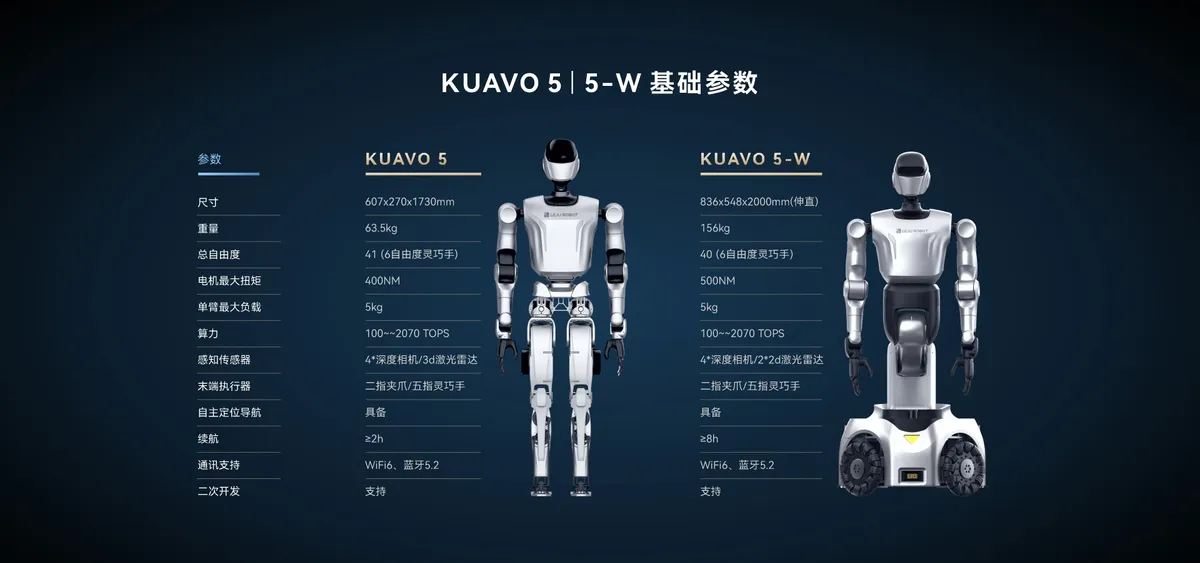 KUAVO 5 | 5-W 基础参数
参数 KUAVO 5 KUAVO 5-W
尺寸 607x270x1730mm 836x548x2000mm(伸直)
重量 63.5kg 156kg
总自由度 41 (6自由度灵巧手) 40 (6自由度灵巧手)
电机最大扭矩 400NM 500NM
单臂最大负载 5kg 5kg
算力 100~~2070 TOPS 100~~2070 TOPS
感知传感器 4*深度相机/3d激光雷达 4*深度相机/2*2d激光雷达
末端执行器 二指夹爪/五指灵巧手 二指夹爪/五指灵巧手
自主定位导航 具备 具备
续航 ≥2h ≥8h
通讯支持 WiFi6、蓝牙5.2 WiFi6、蓝牙5.2
二次开发 支持 支持
LEJU ROBOT
LEJU ROBOT